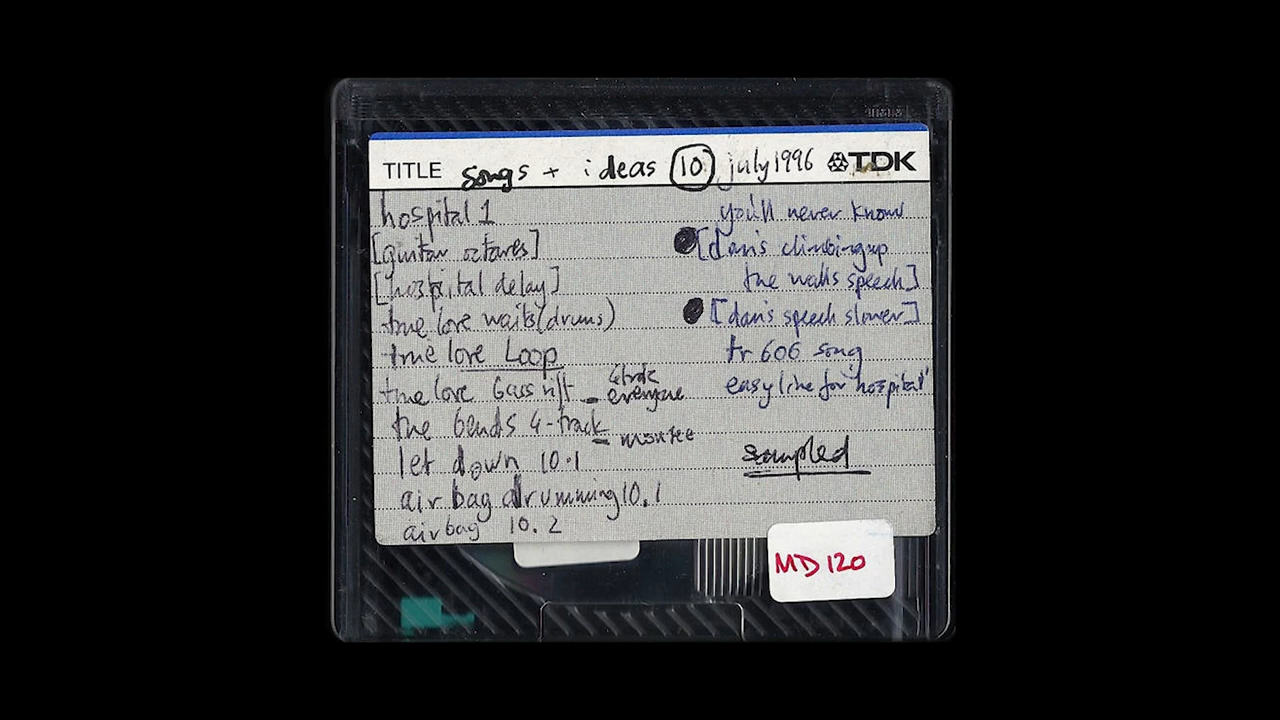 TITLE songs + ideas 10 july 1996 TDK
hospital 1
[guitar octaves]
[hospital delay]
true love waits (drums)
true love Loop
true love bass riff - 
everyone
the bends 4-track -
let down 10.1
air bag drumming 10.1
airbag 10.2
you'll never know
[dan's climbing up
the walls speech]
[dan's speech slower]
tr 606 song
easy line for 'hospital'
sampled
MD 120